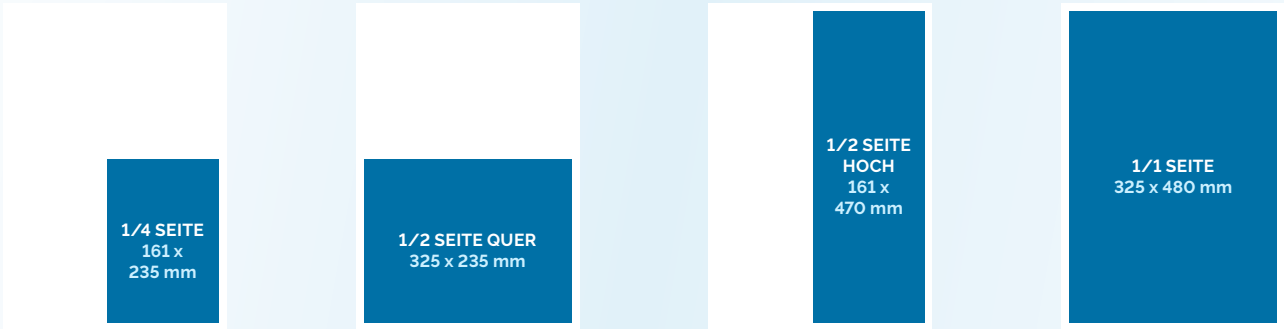 1/4 SEITE
161 x
235 mm
1/2 SEITE QUER
325 x 235 mm
1/2 SEITE
HOCH
161 x
470 mm
1/1 SEITE
325 x 480 mm